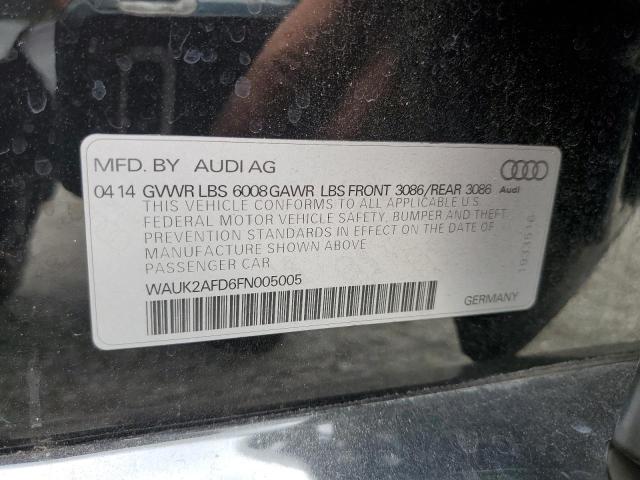 MFD. BY AUDI AG
04 14 GVWR LBS 6008 GAWR LBS FRONT 3086/REAR 3086 Audi
THIS VEHICLE CONFORMS TO ALL APPLICABLE U.S.
FEDERAL MOTOR VEHICLE SAFETY, BUMPER AND THEFT
PREVENTION STANDARDS IN EFFECT ON THE DATE OF
MANUFACTURE SHOWN ABOVE
PASSENGER CAR
WAUK2AFD6FN005005
GERMANY
1933516